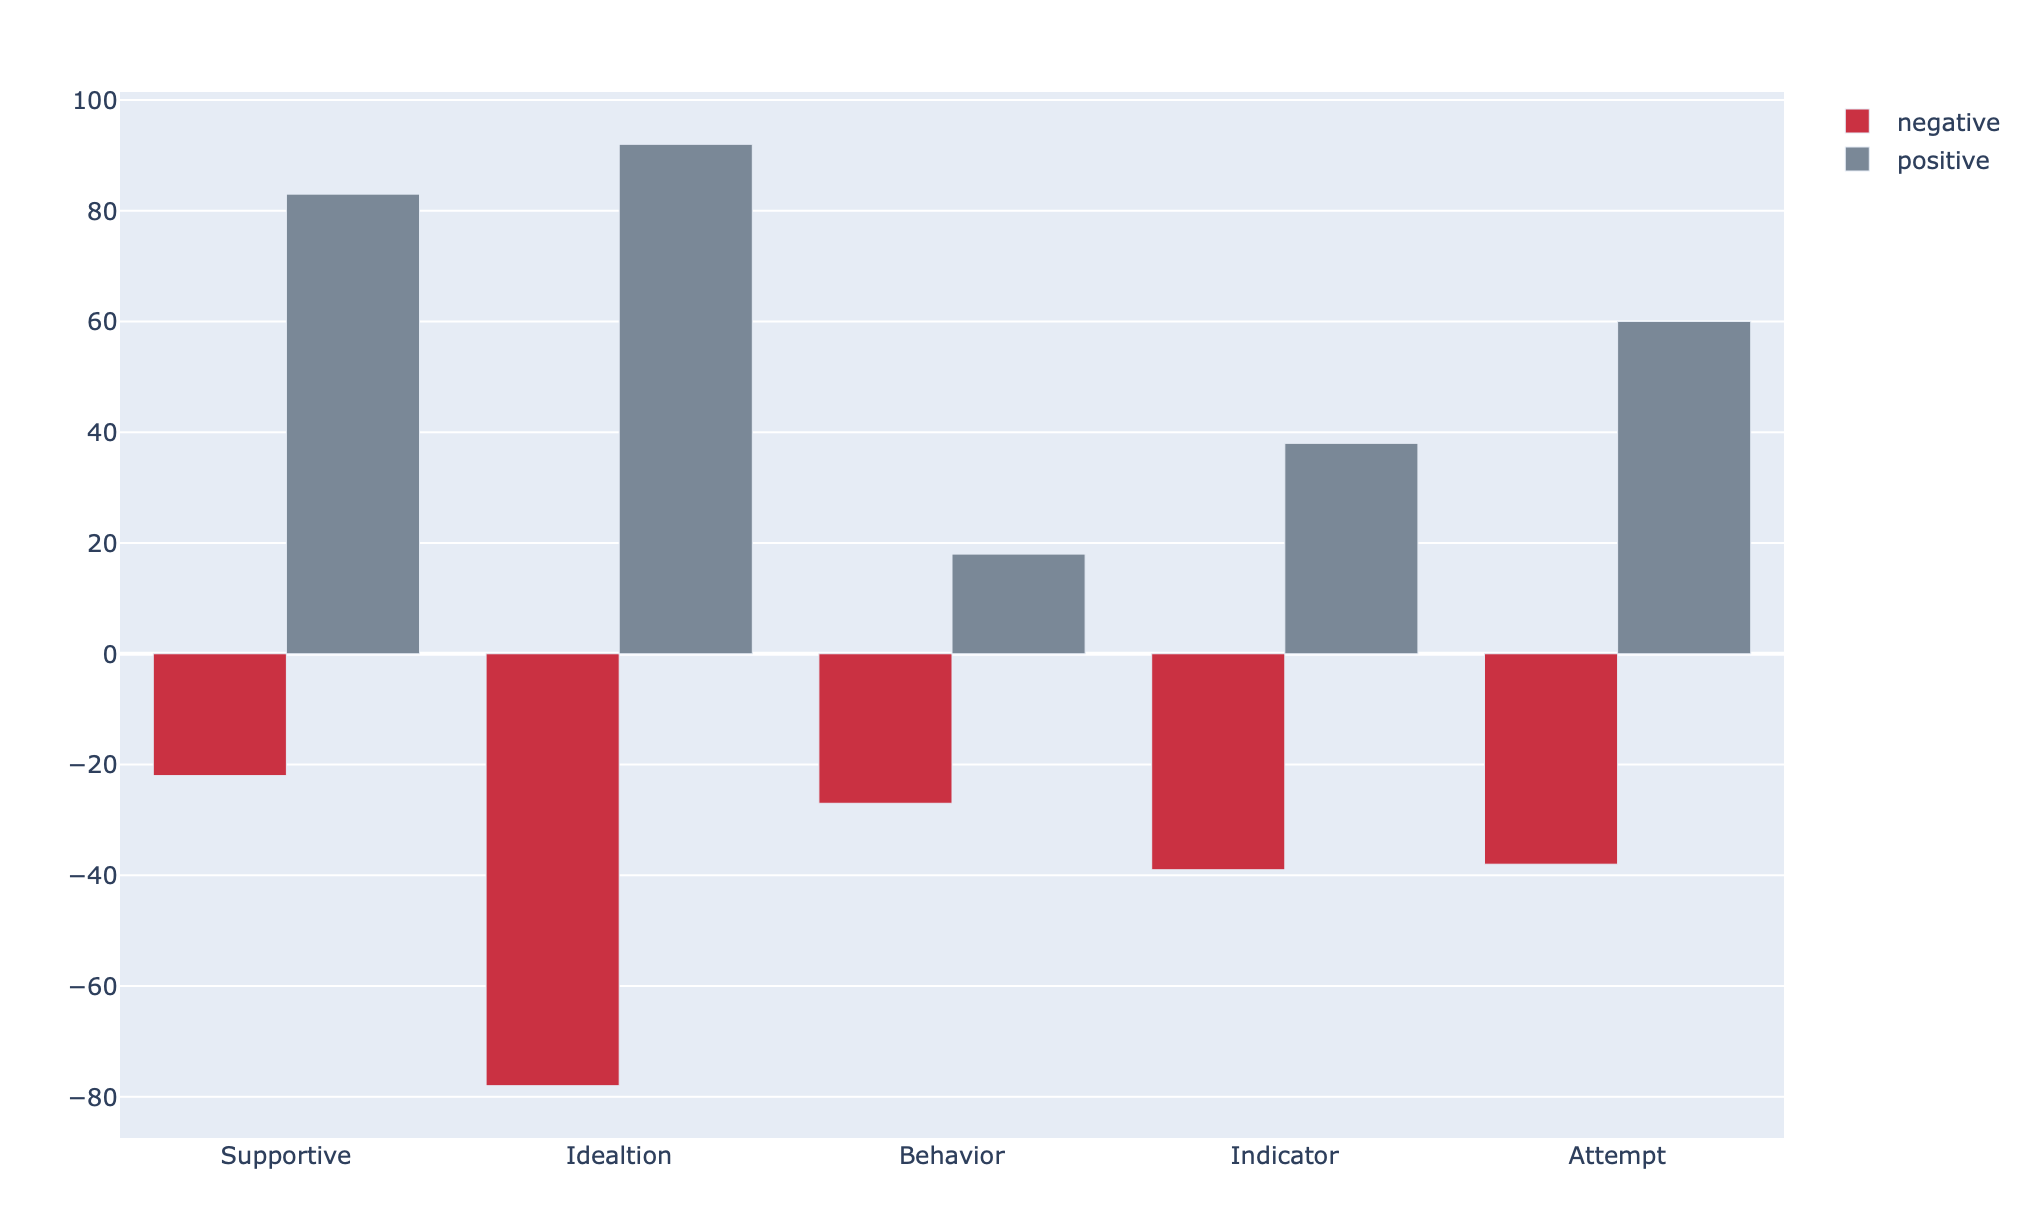 100
80
60
40
20
0
−20
−40
−60
−80
Supportive
Idealtion
Behavior
Indicator
Attempt
negative
positive